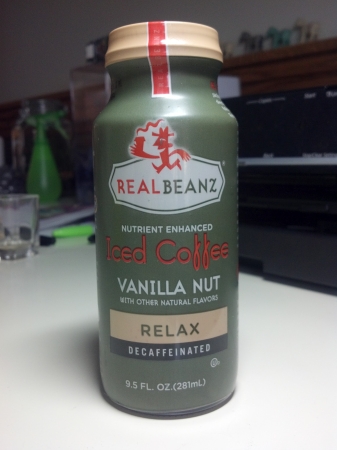 REALBEANZ
NUTRIENT ENHANCED
Iced Coffee
VANILLA NUT
WITH OTHER NATURAL FLAVORS
RELAX
DECAFFEINATED
9.5 FL. OZ.(281mL)